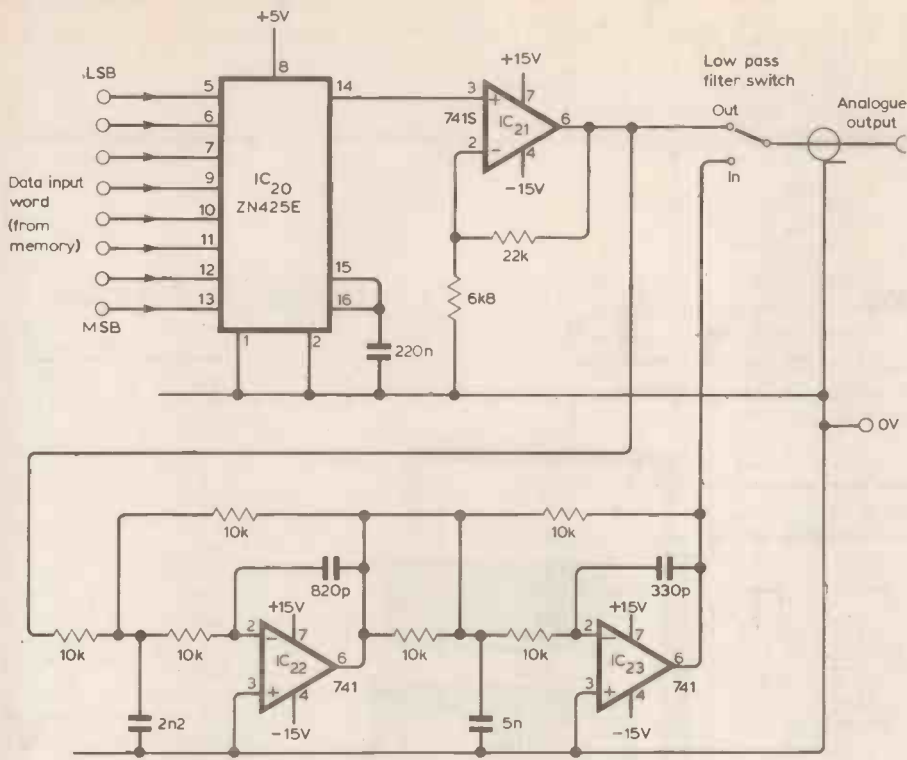 +5V
LSB
8
5
6
7
9
10
11
12
13
MSB
Data input
word
(from
memory)
IC20
ZN425E
14
15
16
1
2
220n
+15V
3
+
741S
7
6
IC21
2
−
4
−15V
22k
6k8
Low pass
filter switch
Out
In
Analogue
output
0V
10k
10k
820p
330p
10k
10k
2n2
+15V
2
−
7
IC22
6
3
+
4
741
−15V
10k
10k
5n
+15V
2
−
7
IC23
6
3
+
4
741
−15V